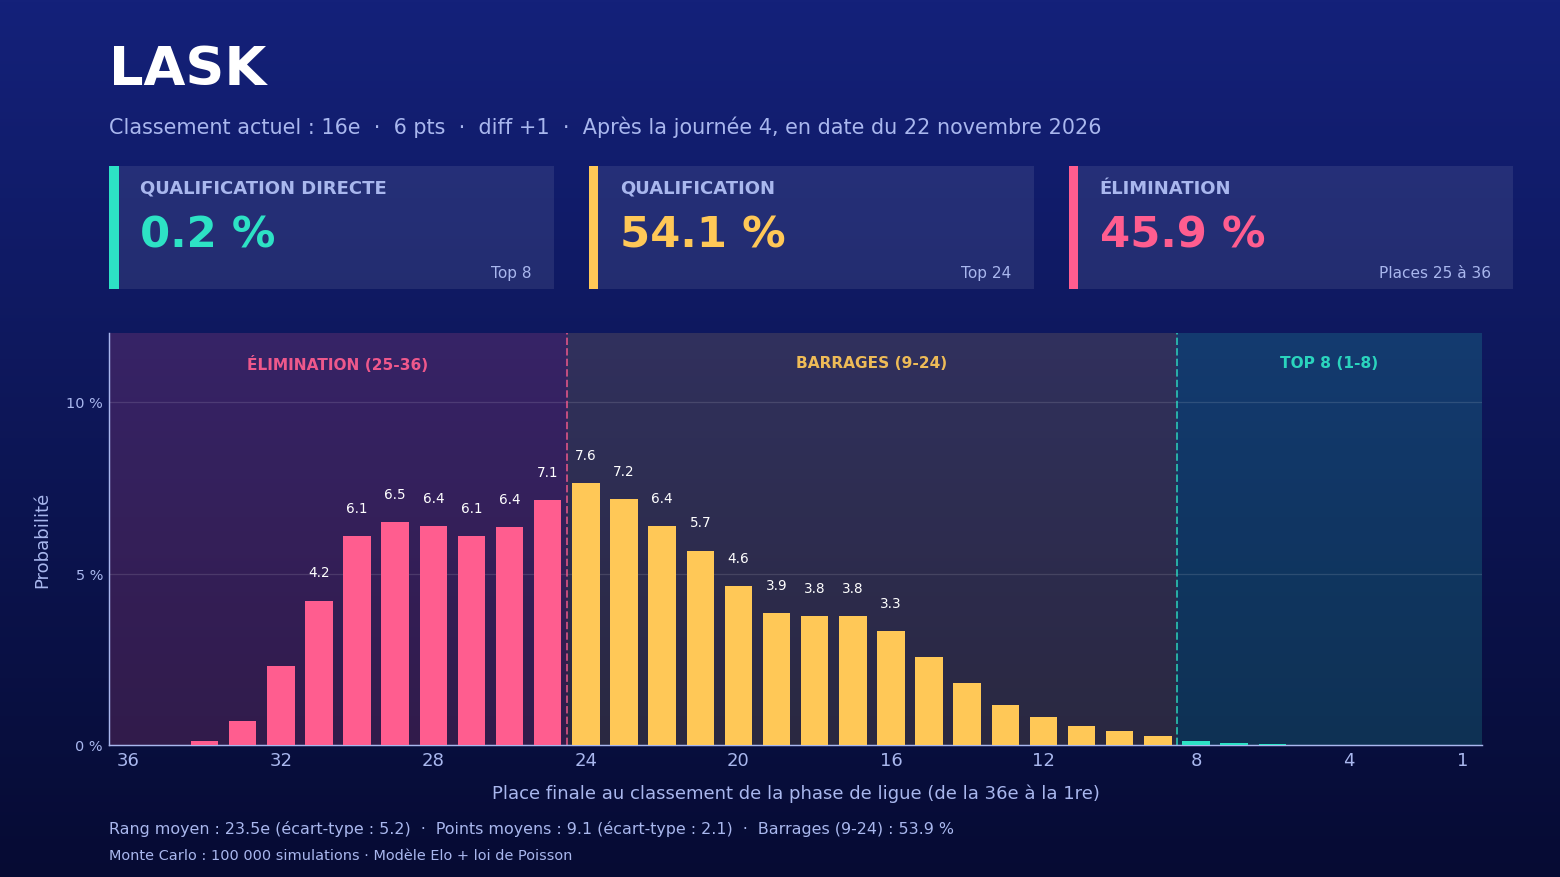 LASK
Classement actuel : 16e · 6 pts · diff +1 · Après la journée 4, en date du 22 novembre 2026
QUALIFICATION DIRECTE
0.2 %
Top 8
QUALIFICATION
54.1 %
Top 24
ÉLIMINATION
45.9 %
Places 25 à 36
ÉLIMINATION (25-36)
BARRAGES (9-24)
TOP 8 (1-8)
Probabilité
10 %
5 %
0 %
4.2
6.1
6.5
6.4
6.1
6.4
7.1
7.6
7.2
6.4
5.7
4.6
3.9
3.8
3.8
3.3
36 32 28 24 20 16 12 8 4 1
Place finale au classement de la phase de ligue (de la 36e à la 1re)
Rang moyen : 23.5e (écart-type : 5.2) · Points moyens : 9.1 (écart-type : 2.1) · Barrages (9-24) : 53.9 %
Monte Carlo : 100 000 simulations · Modèle Elo + loi de Poisson